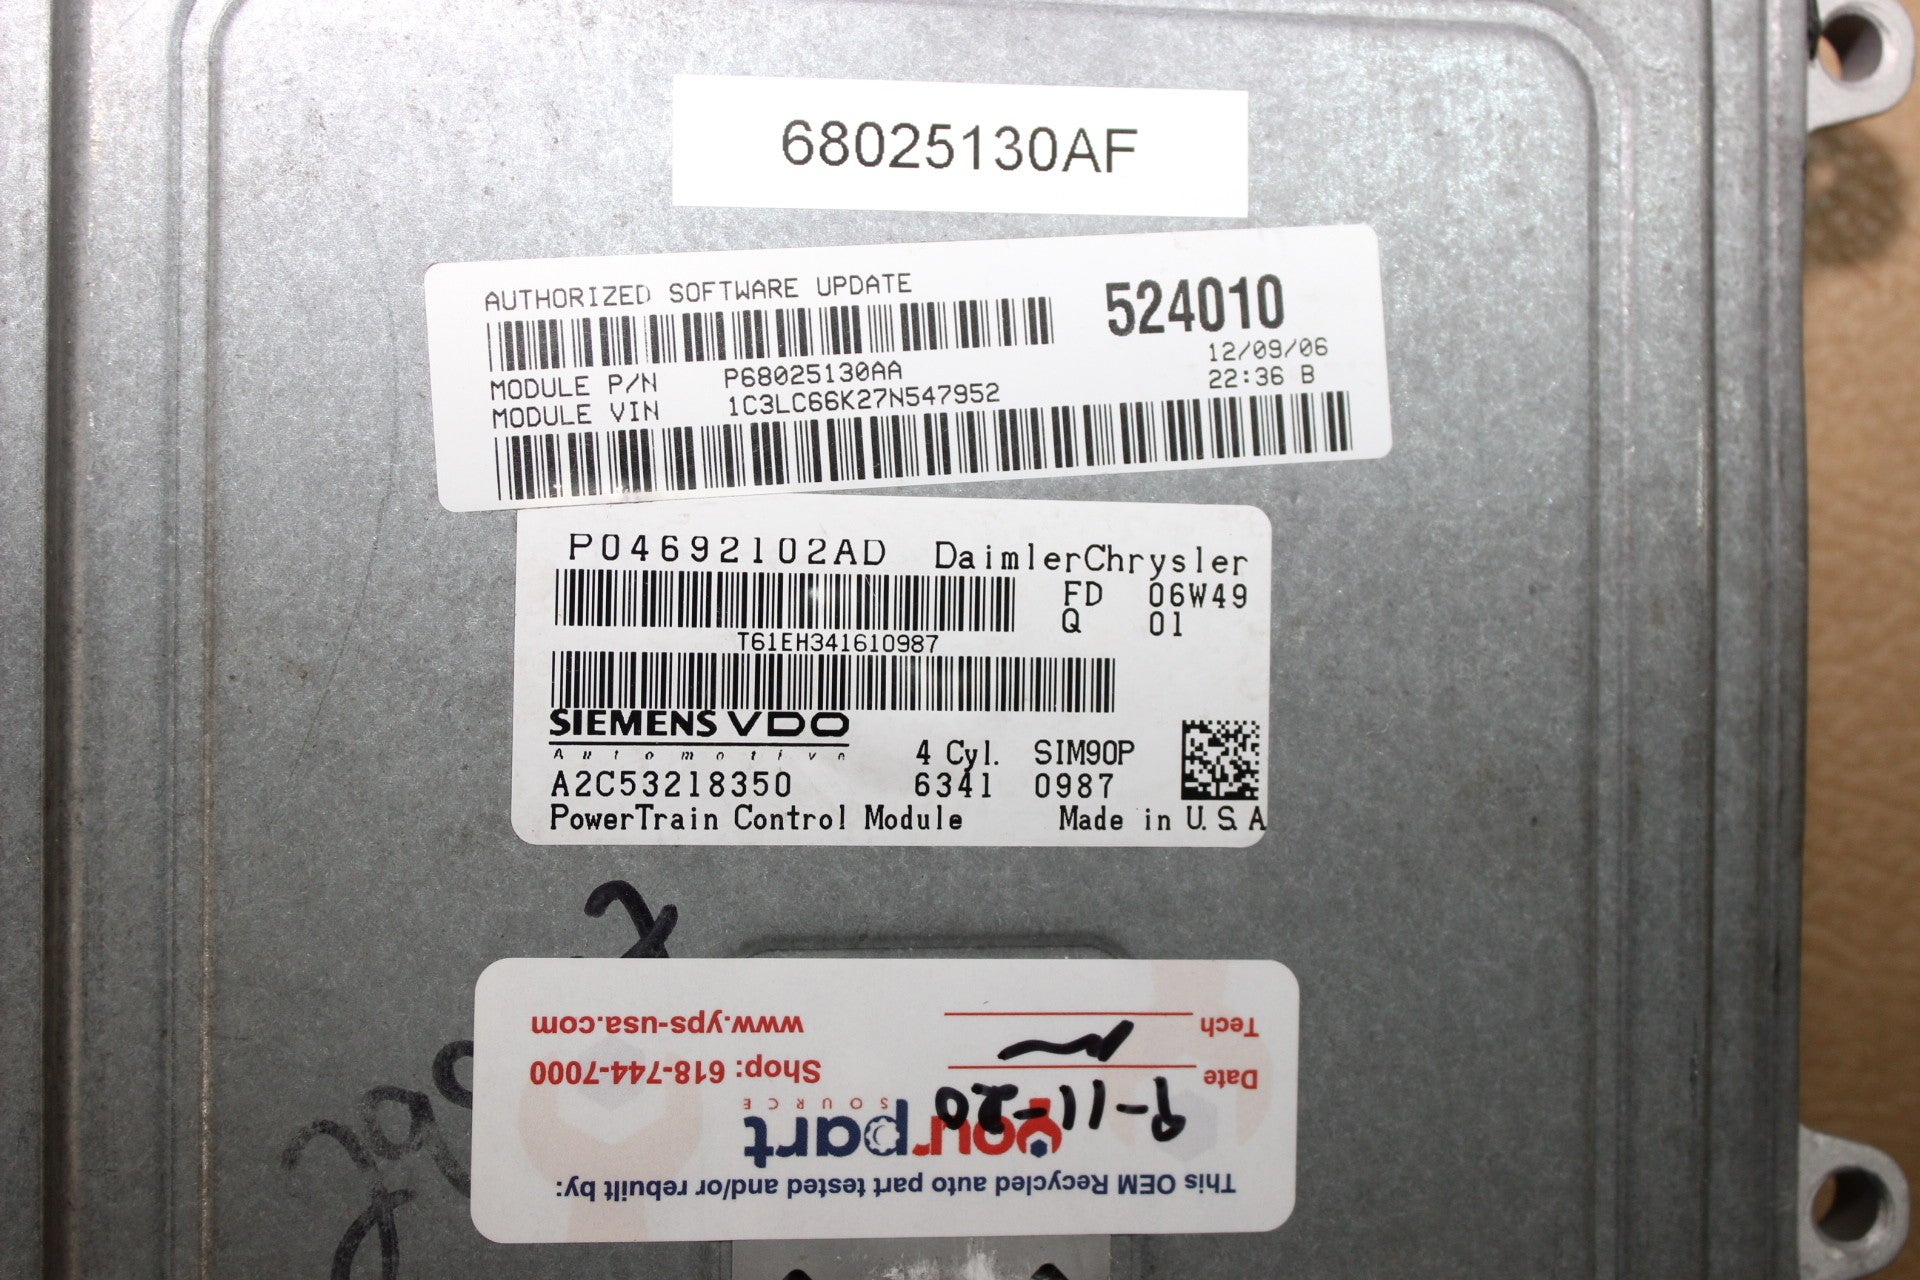 68025130AF
AUTHORIZED SOFTWARE UPDATE
524010
MODULE P/N P68025130AA
12/09/06
MODULE VIN 1C3LC66K27N547952
22:36 B
P04692102AD DaimlerChrysler
FD 06W49
Q 01
T61EH341610987
SIEMENS VDO
Automotive
4 Cyl. SIM90P
A2C53218350 6341 0987
PowerTrain Control Module Made in U.S.A
This OEM Recycled auto part tested and/or rebuilt by:
yourpart
SOURCE
Date 9-11-20
Shop: 618-744-7000
Tech
www.yps-usa.com